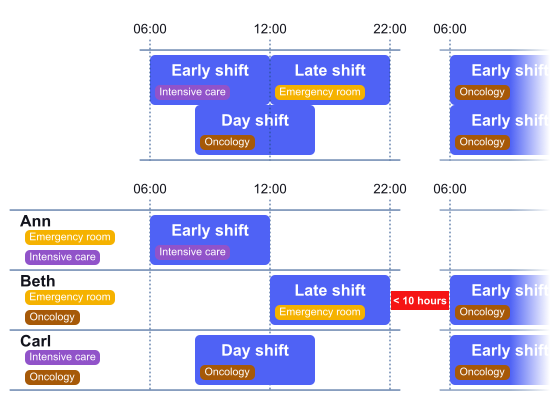 06:00 12:00 22:00 06:00
Early shift Late shift Early shift
Intensive care Emergency room Oncology
Day shift Early shift
Oncology Oncology
06:00 12:00 22:00 06:00
Ann
Emergency room
Intensive care
Early shift
Intensive care
Beth
Emergency room
Oncology
Late shift
Emergency room
< 10 hours
Early shift
Oncology
Carl
Intensive care
Oncology
Day shift
Oncology
Early shift
Oncology